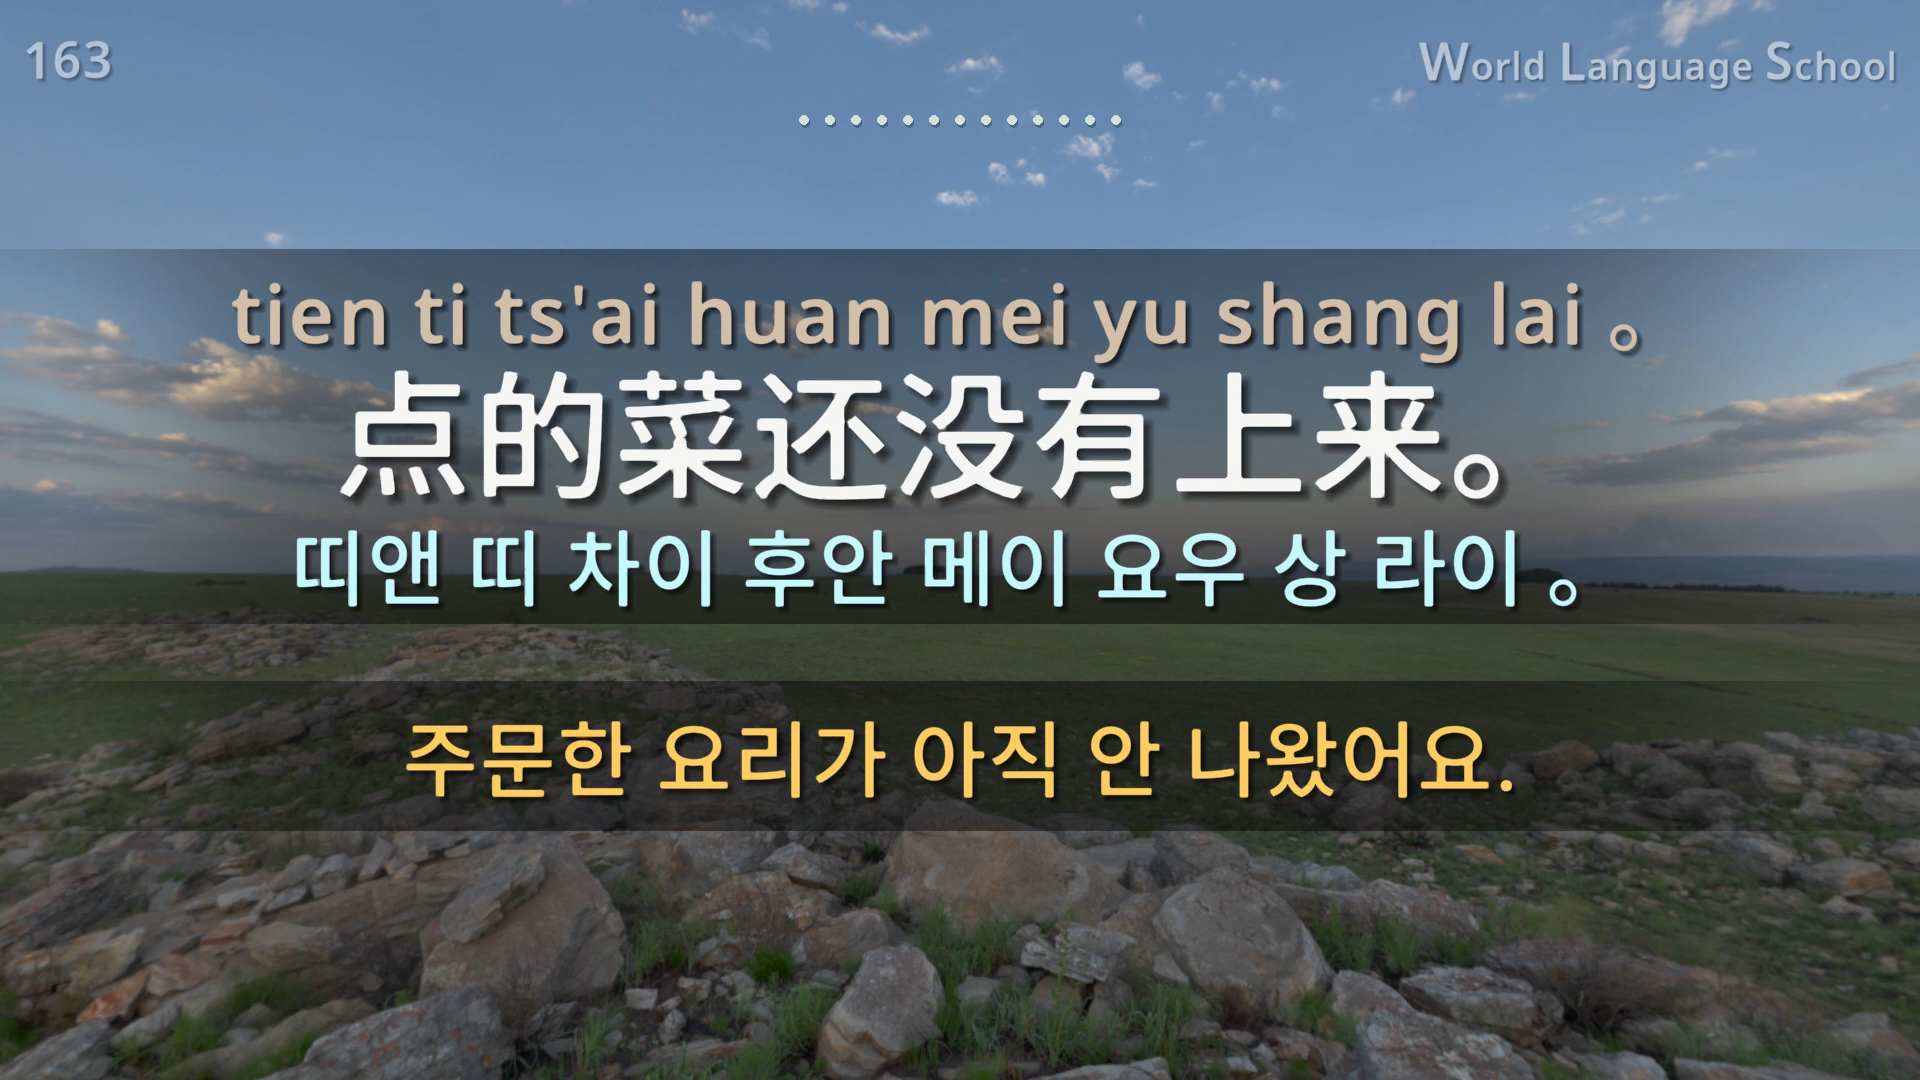 163
World Language School
tien ti ts'ai huan mei yu shang lai 。
点的菜还没有上来。
띠앤 띠 차이 후안 메이 요우 상 라이 。
주문한 요리가 아직 안 나왔어요.